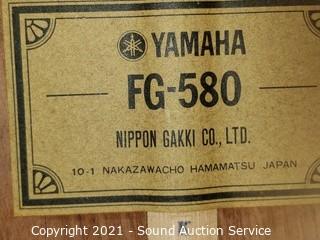 YAMAHA
FG-580
NIPPON GAKKI CO., LTD.
10-1 NAKAZAWACHO HAMAMATSU JAPAN
Copyright 2021 - Sound Auction Service